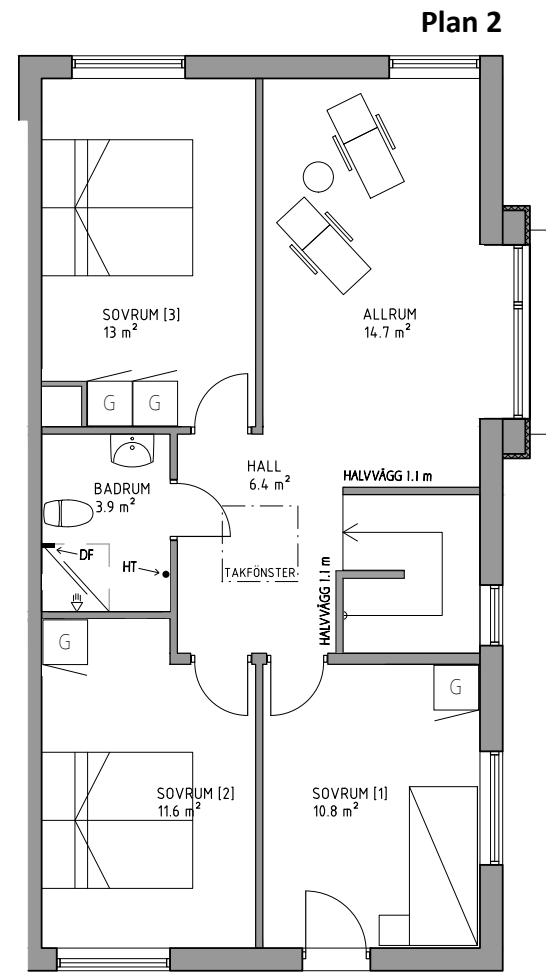 Plan 2
SOVRUM [3]
13 m²
ALLRUM
14.7 m²
G G
HALL
6.4 m²
HALVVÄGG 1.1 m
BADRUM
3.9 m²
DF
HT
TAKFÖNSTER
HALVVÄGG 1.1 m
G
G
SOVRUM [2]
11.6 m²
SOVRUM [1]
10.8 m²